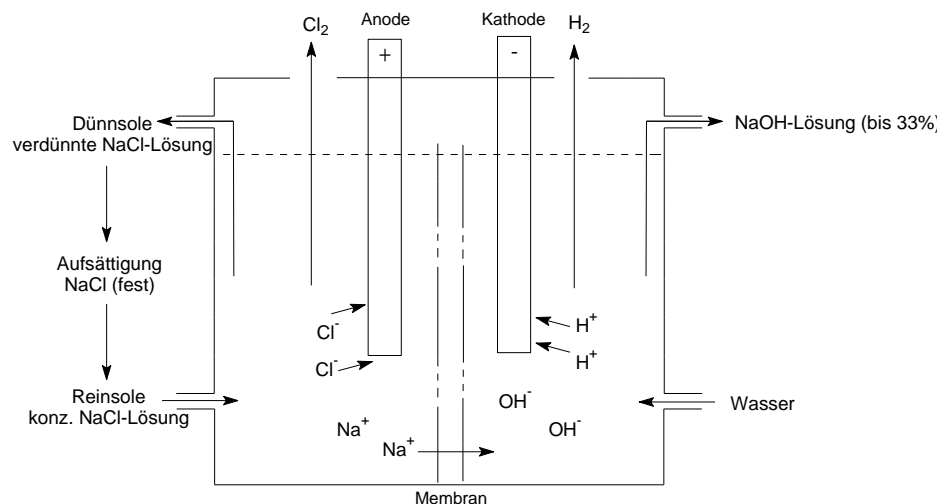 Cl2
Anode
Kathode
H2
+
-
Dünnsole
verdünnte NaCl-Lösung
NaOH-Lösung (bis 33%)
Aufsättigung
NaCl (fest)
Cl-
Cl-
H+
H+
Reinsole
konz. NaCl-Lösung
OH-
OH-
Wasser
Na+
Na+
Membran